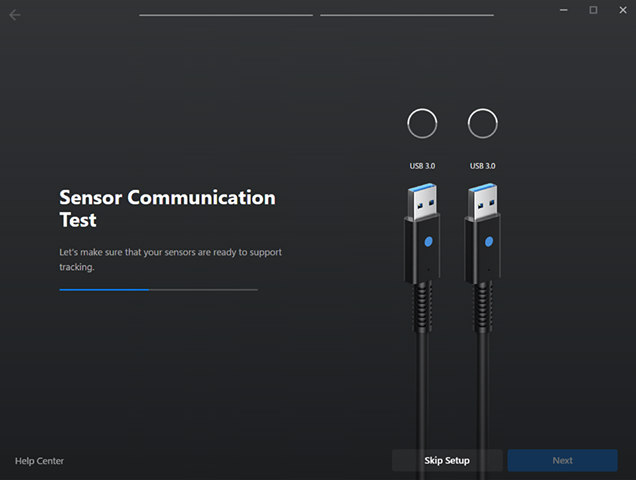 USB 3.0 USB 3.0
Sensor Communication
Test
Let's make sure that your sensors are ready to support
tracking.
Help Center
Skip Setup
Next